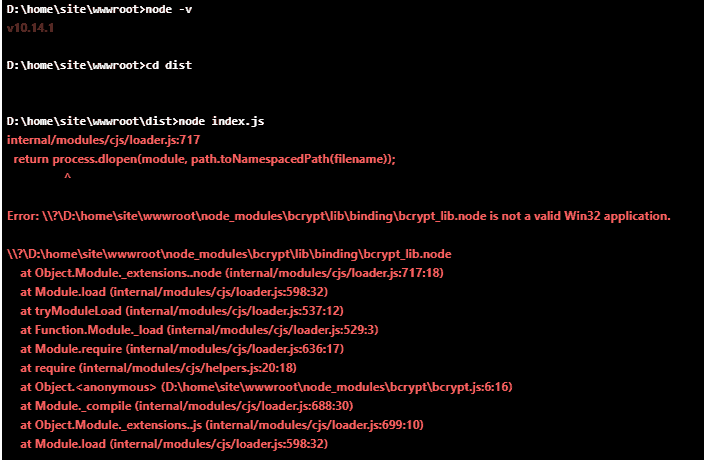 D:\home\site\wwwroot>node -v
v10.14.1
D:\home\site\wwwroot>cd dist
D:\home\site\wwwroot\dist>node index.js
internal/modules/cjs/loader.js:717
return process.dlopen(module, path.toNamespacedPath(filename));
^
Error: \\?\D:\home\site\wwwroot\node_modules\bcrypt\lib\binding\bcrypt_lib.node is not a valid Win32 application.
\\?\D:\home\site\wwwroot\node_modules\bcrypt\lib\binding\bcrypt_lib.node
at Object.Module._extensions..node (internal/modules/cjs/loader.js:717:18)
at Module.load (internal/modules/cjs/loader.js:598:32)
at tryModuleLoad (internal/modules/cjs/loader.js:537:12)
at Function.Module._load (internal/modules/cjs/loader.js:529:3)
at Module.require (internal/modules/cjs/loader.js:636:17)
at require (internal/modules/cjs/helpers.js:20:18)
at Object.<anonymous> (D:\home\site\wwwroot\node_modules\bcrypt\bcrypt.js:6:16)
at Module._compile (internal/modules/cjs/loader.js:688:30)
at Object.Module._extensions..js (internal/modules/cjs/loader.js:699:10)
at Module.load (internal/modules/cjs/loader.js:598:32)